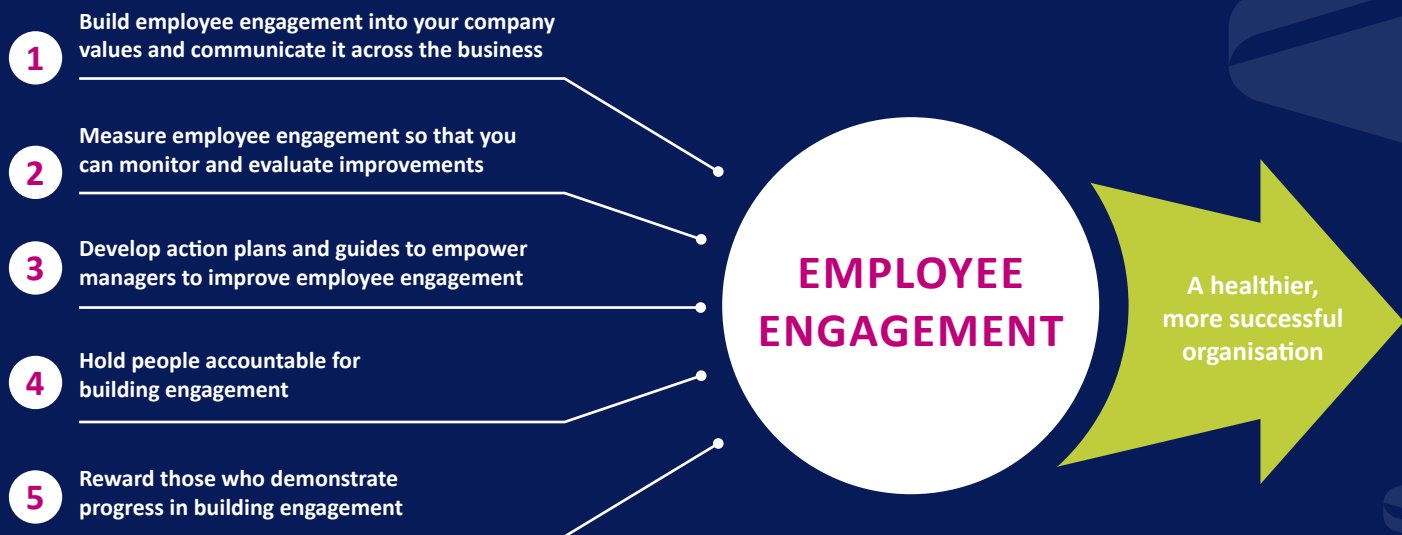 1
Build employee engagement into your company
values and communicate it across the business
2
Measure employee engagement so that you
can monitor and evaluate improvements
3
Develop action plans and guides to empower
managers to improve employee engagement
4
Hold people accountable for
building engagement
5
Reward those who demonstrate
progress in building engagement
EMPLOYEE
ENGAGEMENT
A healthier,
more successful
organisation